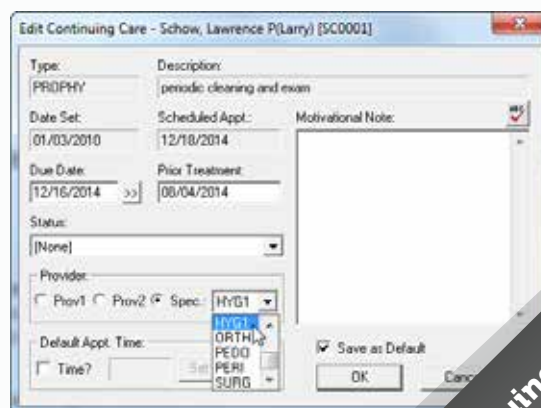 Edit Continuing Care - Schow, Lawrence P(Larry) [SC0001]
Type: Description:
PROPHY periodic cleaning and exam
Date Set: Scheduled Appt.: Motivational Note:
01/03/2010 12/18/2014
Due Date: Prior Treatment:
12/16/2014 >> 08/04/2014
Status:
[None]
Provider:
Prov1 Prov2 Spec.: HYG1
HYG1
Default Appt. Time: ORTH
Time? PEDO Save as Default
PERI
SURG OK